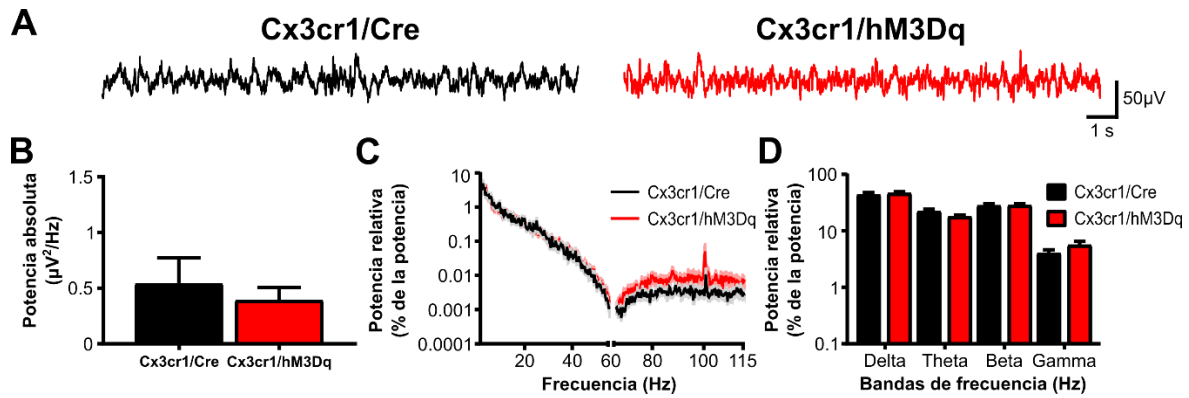 A
Cx3cr1/Cre
Cx3cr1/hM3Dq
50µV
1 s
B
Potencia absoluta
(µV²/Hz)
1.5
1
0.5
0
Cx3cr1/Cre
Cx3cr1/hM3Dq
C
Potencia relativa
(% de la potencia)
10
1
0.1
0.01
0.001
0.0001
Cx3cr1/Cre
Cx3cr1/hM3Dq
20
40
60
80
100
115
Frecuencia (Hz)
D
Potencia relativa
(% de la potencia)
100
10
1
0.1
Cx3cr1/Cre
Cx3cr1/hM3Dq
Delta
Theta
Beta
Gamma
Bandas de frecuencia (Hz)